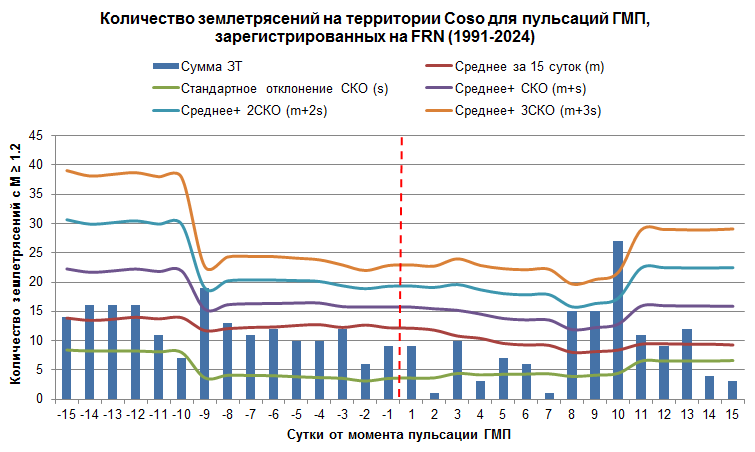 Количество землетрясений на территории Coso для пульсаций ГМП,
зарегистрированных на FRN (1991-2024)
Сумма ЗТ
Среднее за 15 суток (m)
Стандартное отклонение СКО (s)
Среднее+ СКО (m+s)
Среднее+ 2СКО (m+2s)
Среднее+ 3СКО (m+3s)
Количество землетрясений с М ≥ 1.2
45
40
35
30
25
20
15
10
5
0
-15 -14 -13 -12 -11 -10 -9 -8 -7 -6 -5 -4 -3 -2 -1 1 2 3 4 5 6 7 8 9 10 11 12 13 14 15
Сутки от момента пульсации ГМП